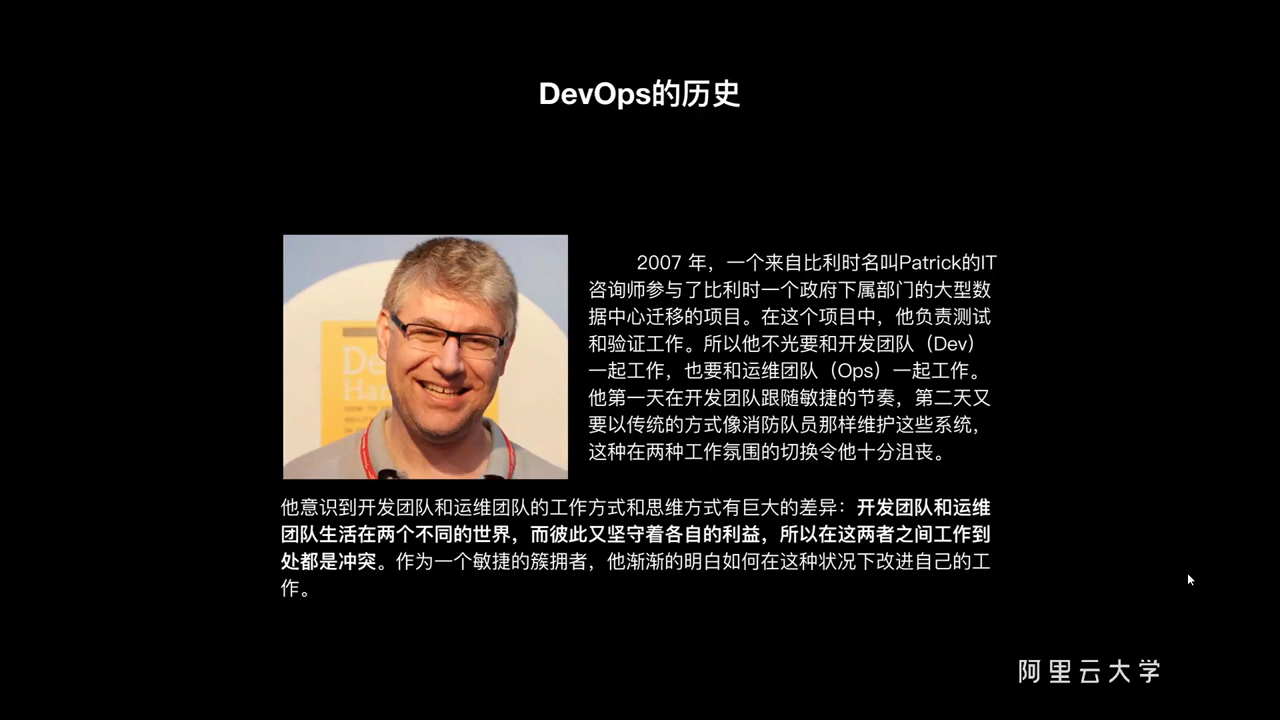 DevOps的历史
2007 年，一个来自比利时名叫Patrick的IT
咨询师参与了比利时一个政府下属部门的大型数
据中心迁移的项目。在这个项目中，他负责测试
和验证工作。所以他不光要和开发团队（Dev）
一起工作，也要和运维团队（Ops）一起工作。
他第一天在开发团队跟随敏捷的节奏，第二天又
要以传统的方式像消防队员那样维护这些系统，
这种在两种工作氛围的切换令他十分沮丧。
他意识到开发团队和运维团队的工作方式和思维方式有巨大的差异：开发团队和运维
团队生活在两个不同的世界，而彼此又坚守着各自的利益，所以在这两者之间工作到
处都是冲突。作为一个敏捷的簇拥者，他渐渐的明白如何在这种状况下改进自己的工
作。
阿里云大学